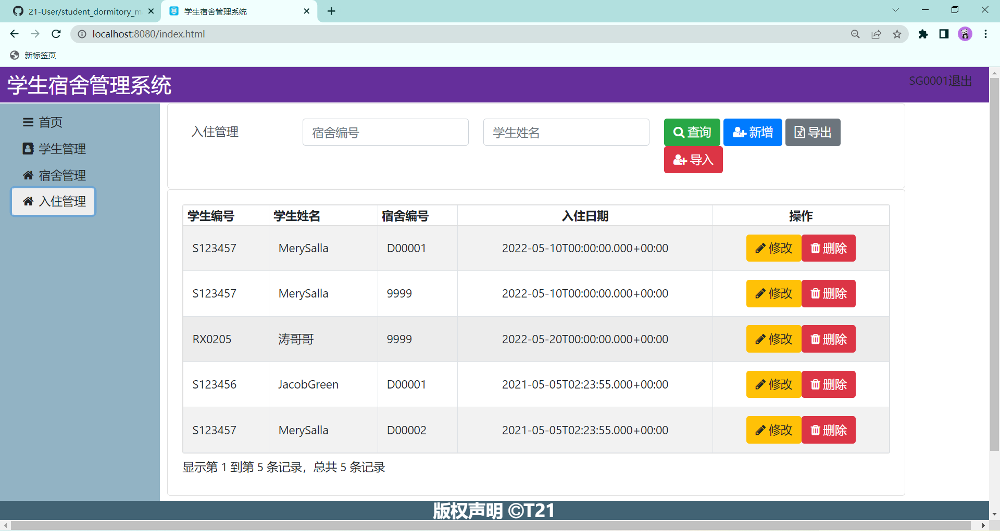 21-User/student_dormitory_m
学生宿舍管理系统
localhost:8080/index.html
新标签页
学生宿舍管理系统
SG0001退出
首页
学生管理
宿舍管理
入住管理
入住管理
宿舍编号
学生姓名
查询
新增
导出
导入
学生编号 学生姓名 宿舍编号 入住日期 操作
S123457 MerySalla D00001 2022-05-10T00:00:00.000+00:00 修改 删除
S123457 MerySalla 9999 2022-05-10T00:00:00.000+00:00 修改 删除
RX0205 涛哥哥 9999 2022-05-20T00:00:00.000+00:00 修改 删除
S123456 JacobGreen D00001 2021-05-05T02:23:55.000+00:00 修改 删除
S123457 MerySalla D00002 2021-05-05T02:23:55.000+00:00 修改 删除
显示第 1 到第 5 条记录，总共 5 条记录
版权声明 ©T21